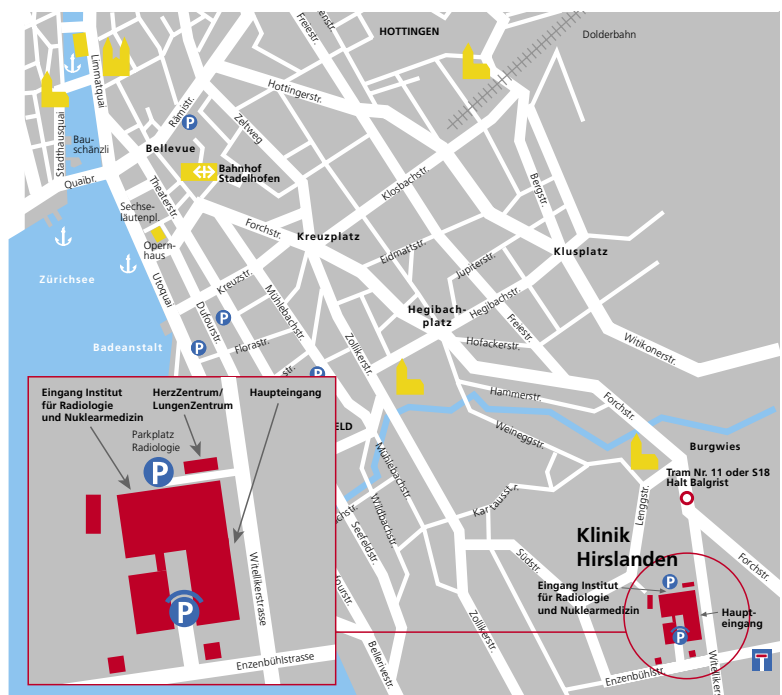 HOTTINGEN
Dolderbahn
Freiestr.
Limmatquai
Hottingerstr.
Rämistr.
P
Zeltweg
Stadthausquai
Bau-
schänzli
Bellevue
Bahnhof
Stadelhofen
Quaibr.
Theaterstr.
Klosbachstr.
Bergstr.
Sechse-
läutenpl.
Forchstr.
Kreuzplatz
Opern-
haus
Eidmattstr.
Klusplatz
Zürichsee
Utoquai
Kreuzstr.
Jupiterstr.
Mühlebachstr.
Hegibachstr.
Hegibach-
platz
Dufourstr.
P
Freiestr.
Zollikerstr.
Witikonerstr.
Badeanstalt
P
Florastr.
Hofackerstr.
P
Hammerstr.
Forchstr.
Eingang Institut
für Radiologie
und Nuklearmedizin
HerzZentrum/
LungenZentrum
Haupteingang
Parkplatz
Radiologie
P
P
Witellikerstrasse
Enzenbühlstrasse
ELD
Weineggstr.
Burgwies
Mühlebachstr.
Tram Nr. 11 oder S18
Halt Balgrist
Lenggstr.
Wildbachstr.
Kartausstr.
Seefeldstr.
Klinik
Hirslanden
Südstr.
Forchstr.
Eingang Institut
für Radiologie
und Nuklearmedizin
P
Haupt-
eingang
P
Zollikerstr.
Bellerivestr.
Enzenbühlstr.
Witellikerstr.